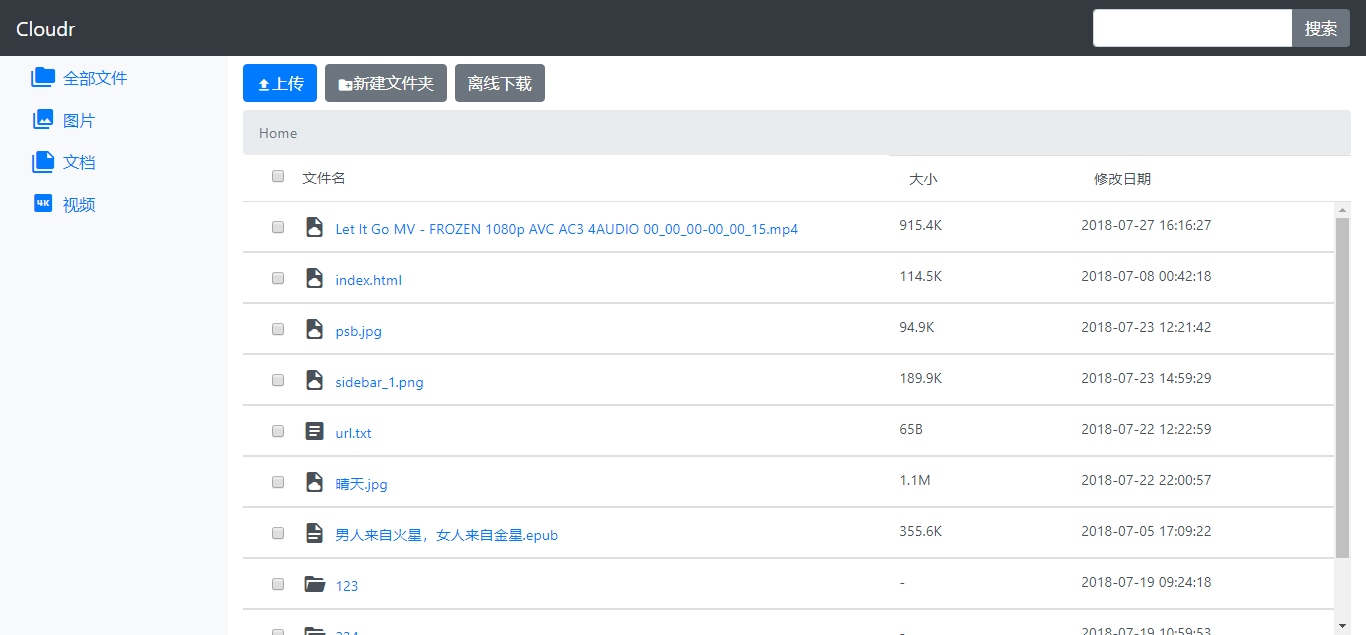 Cloudr
搜索
全部文件
图片
文档
4K 视频
上传 新建文件夹 离线下载
Home
文件名 大小 修改日期
Let It Go MV - FROZEN 1080p AVC AC3 4AUDIO 00_00_00-00_00_15.mp4 915.4K 2018-07-27 16:16:27
index.html 114.5K 2018-07-08 00:42:18
psb.jpg 94.9K 2018-07-23 12:21:42
sidebar_1.png 189.9K 2018-07-23 14:59:29
url.txt 65B 2018-07-22 12:22:59
晴天.jpg 1.1M 2018-07-22 22:00:57
男人来自火星，女人来自金星.epub 355.6K 2018-07-05 17:09:22
123 - 2018-07-19 09:24:18
- 2018-07-19 10:59:53